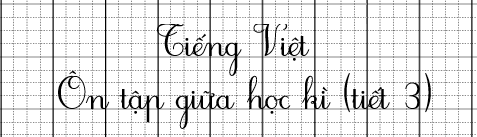 Tiếng Việt
Ôn tập giữa học kì (tiết 3)